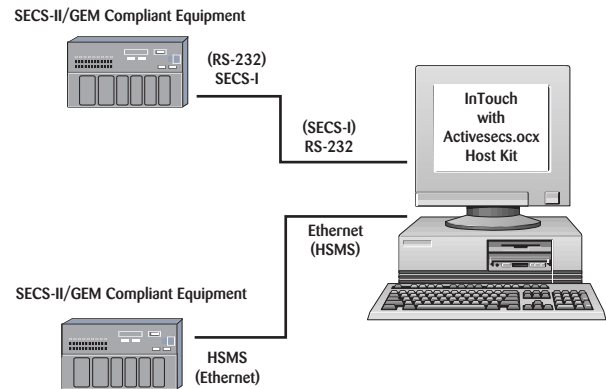 SECS-II/GEM Compliant Equipment
(RS-232)
SECS-I
(SECS-I)
RS-232
InTouch
with
Activesecs.ocx
Host Kit
Ethernet
(HSMS)
SECS-II/GEM Compliant Equipment
HSMS
(Ethernet)